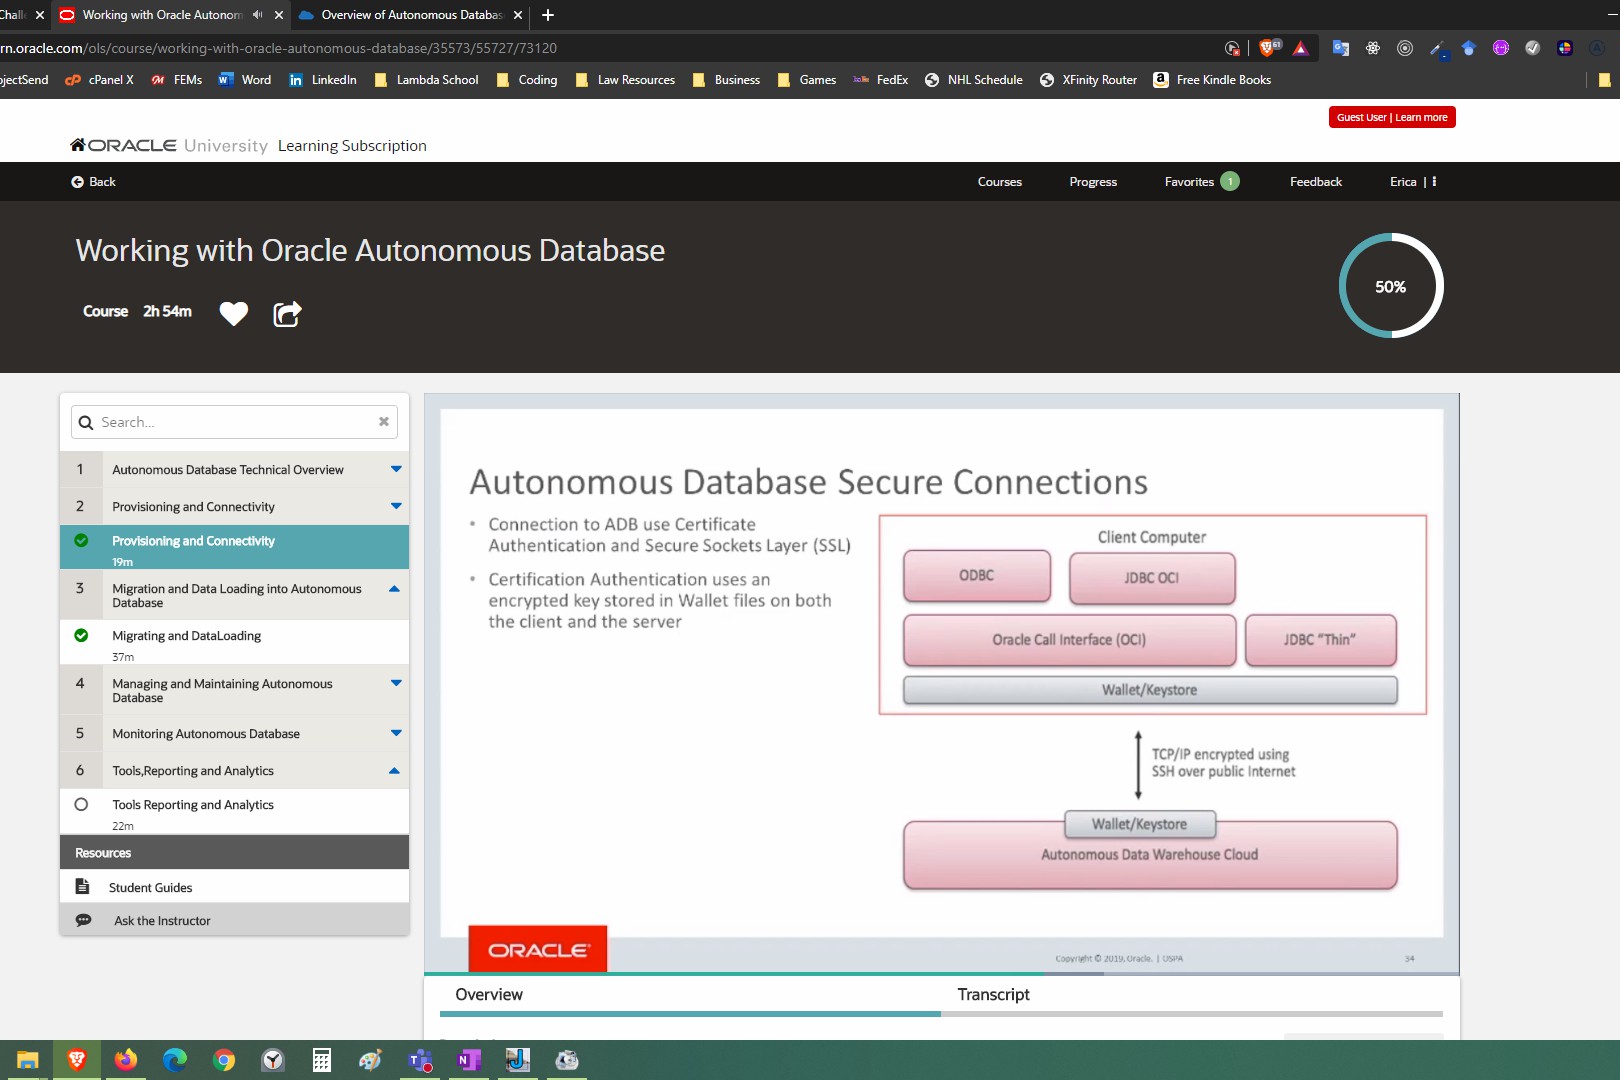 Chall
Working with Oracle Autonom
Overview of Autonomous Databas
rn.oracle.com/ols/course/working-with-oracle-autonomous-database/35573/55727/73120
61
ojectSend
cPanel X
FEMs
Word
LinkedIn
Lambda School
Coding
Law Resources
Business
Games
FedEx
NHL Schedule
XFinity Router
Free Kindle Books
Guest User | Learn more
ORACLE University Learning Subscription
Back
Courses
Progress
Favorites 1
Feedback
Erica |
Working with Oracle Autonomous Database
Course 2h 54m
50%
Search...
1 Autonomous Database Technical Overview
2 Provisioning and Connectivity
Provisioning and Connectivity
19m
3 Migration and Data Loading into Autonomous
Database
Migrating and DataLoading
37m
4 Managing and Maintaining Autonomous
Database
5 Monitoring Autonomous Database
6 Tools,Reporting and Analytics
Tools Reporting and Analytics
22m
Resources
Student Guides
Ask the Instructor
Autonomous Database Secure Connections
• Connection to ADB use Certificate
Authentication and Secure Sockets Layer (SSL)
• Certification Authentication uses an
encrypted key stored in Wallet files on both
the client and the server
Client Computer
ODBC
JDBC OCI
Oracle Call Interface (OCI)
JDBC "Thin"
Wallet/Keystore
TCP/IP encrypted using
SSH over public Internet
Wallet/Keystore
Autonomous Data Warehouse Cloud
ORACLE
Copyright © 2019, Oracle. | OSPA
34
Overview
Transcript